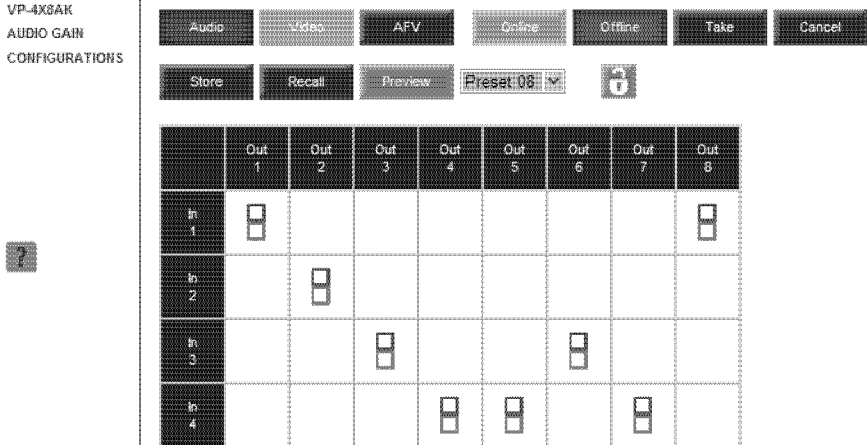 VP-4X8AK
AUDIO GAIN
CONFIGURATIONS
Audio Video AFV Online Offline Take Cancel
Store Recall Preview Preset 08
Out 1 Out 2 Out 3 Out 4 Out 5 Out 6 Out 7 Out 8
In 1
In 2
In 3
In 4
?